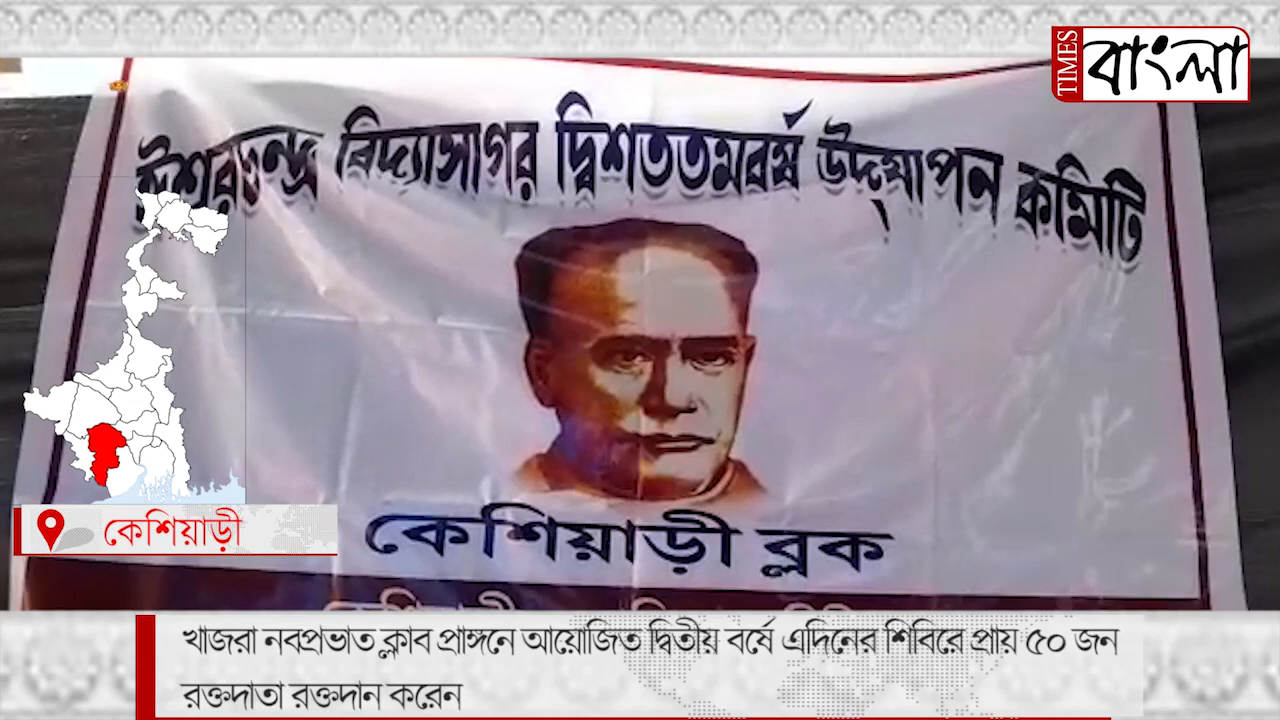 TIMES বাংলা
ঈশ্বরচন্দ্র বিদ্যাসাগর দ্বিশততমবর্ষ উদ্‌যাপন কমিটি
কেশিয়াড়ী ব্লক
কেশিয়াড়ী
খাজরা নবপ্রভাত ক্লাব প্রাঙ্গনে আয়োজিত দ্বিতীয় বর্ষে এদিনের শিবিরে প্রায় ৫০ জন
রক্তদাতা রক্তদান করেন